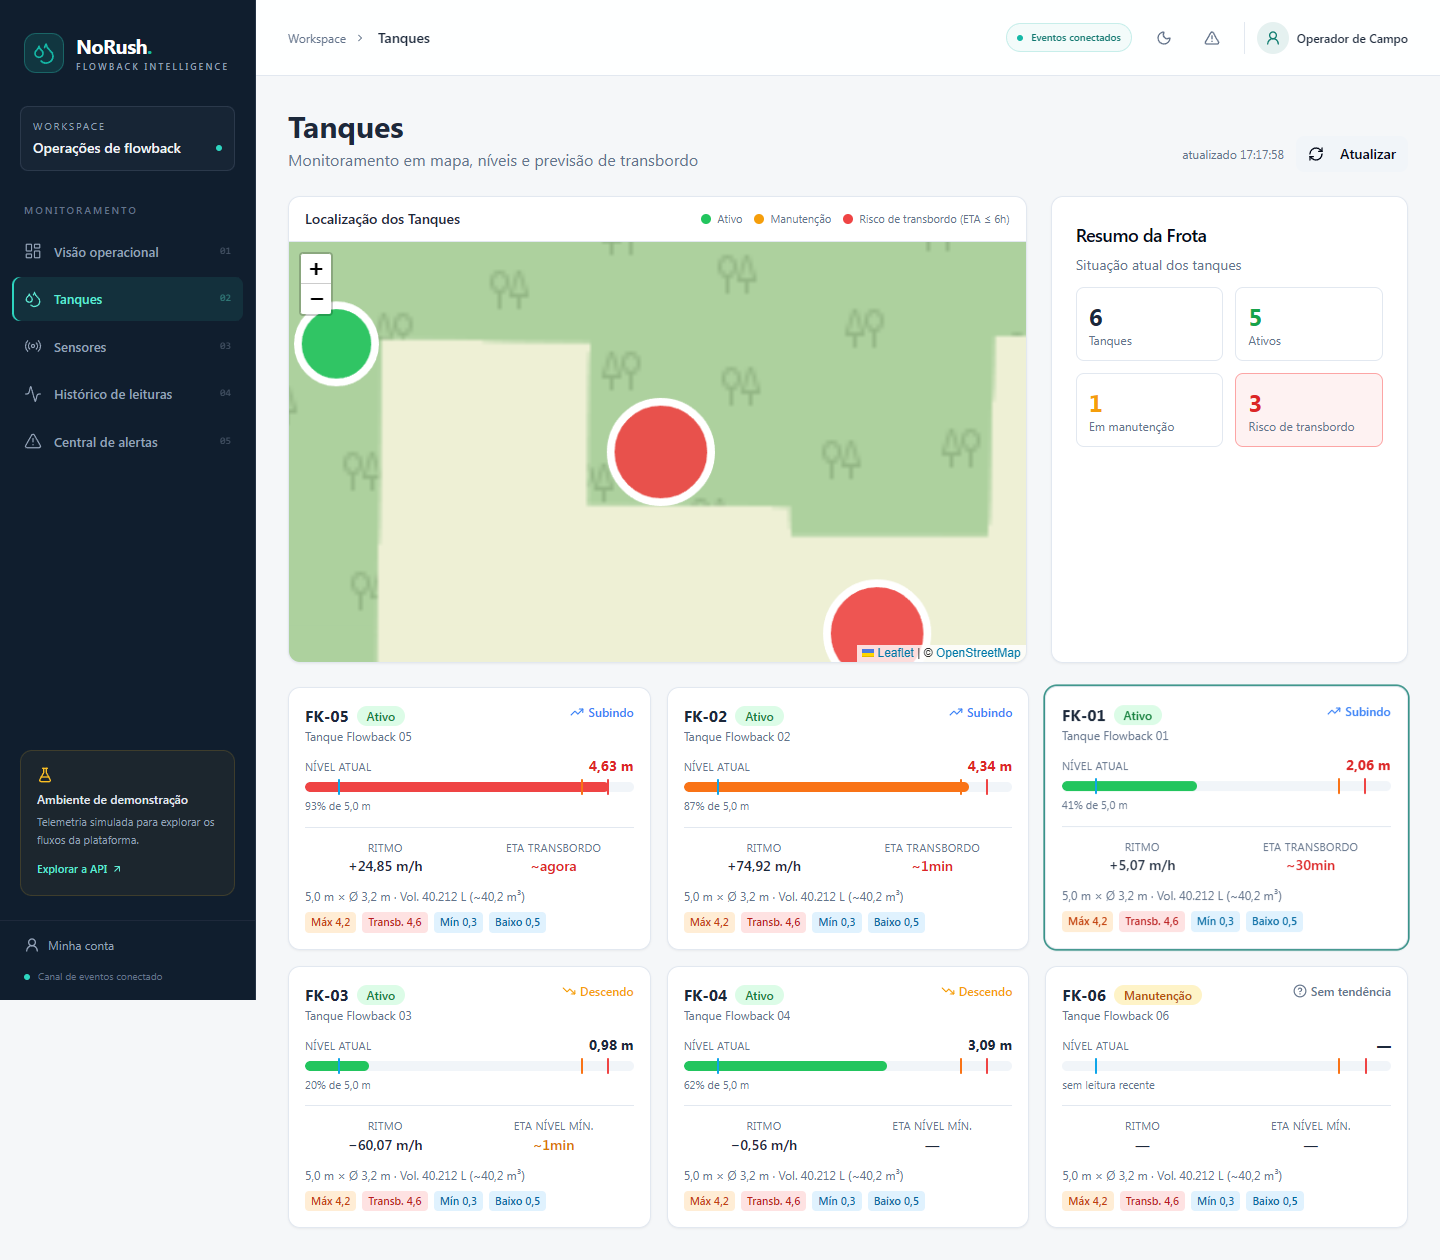 NoRush.
FLOWBACK INTELLIGENCE
WORKSPACE
Operações de flowback
MONITORAMENTO
Visão operacional 01
Tanques 02
Sensores 03
Histórico de leituras 04
Central de alertas 05
Ambiente de demonstração
Telemetria simulada para explorar os
fluxos da plataforma.
Explorar a API
Minha conta
Canal de eventos conectado
Workspace Tanques
Eventos conectados
Operador de Campo
Tanques
Monitoramento em mapa, níveis e previsão de transbordo
atualizado 17:17:58
Atualizar
Localização dos Tanques
Ativo Manutenção Risco de transbordo (ETA ≤ 6h)
+
−
Leaflet | © OpenStreetMap
Resumo da Frota
Situação atual dos tanques
6
Tanques
5
Ativos
1
Em manutenção
3
Risco de transbordo
FK-05 Ativo Subindo
Tanque Flowback 05
NÍVEL ATUAL 4,63 m
93% de 5,0 m
RITMO ETA TRANSBORDO
+24,85 m/h ~agora
5,0 m × Ø 3,2 m · Vol. 40.212 L (~40,2 m³)
Máx 4,2 Transb. 4,6 Mín 0,3 Baixo 0,5
FK-02 Ativo Subindo
Tanque Flowback 02
NÍVEL ATUAL 4,34 m
87% de 5,0 m
RITMO ETA TRANSBORDO
+74,92 m/h ~1min
5,0 m × Ø 3,2 m · Vol. 40.212 L (~40,2 m³)
Máx 4,2 Transb. 4,6 Mín 0,3 Baixo 0,5
FK-01 Ativo Subindo
Tanque Flowback 01
NÍVEL ATUAL 2,06 m
41% de 5,0 m
RITMO ETA TRANSBORDO
+5,07 m/h ~30min
5,0 m × Ø 3,2 m · Vol. 40.212 L (~40,2 m³)
Máx 4,2 Transb. 4,6 Mín 0,3 Baixo 0,5
FK-03 Ativo Descendo
Tanque Flowback 03
NÍVEL ATUAL 0,98 m
20% de 5,0 m
RITMO ETA NÍVEL MÍN.
−60,07 m/h ~1min
5,0 m × Ø 3,2 m · Vol. 40.212 L (~40,2 m³)
Máx 4,2 Transb. 4,6 Mín 0,3 Baixo 0,5
FK-04 Ativo Descendo
Tanque Flowback 04
NÍVEL ATUAL 3,09 m
62% de 5,0 m
RITMO ETA NÍVEL MÍN.
−0,56 m/h —
5,0 m × Ø 3,2 m · Vol. 40.212 L (~40,2 m³)
Máx 4,2 Transb. 4,6 Mín 0,3 Baixo 0,5
FK-06 Manutenção Sem tendência
Tanque Flowback 06
NÍVEL ATUAL —
sem leitura recente
RITMO ETA NÍVEL MÍN.
— —
5,0 m × Ø 3,2 m · Vol. 40.212 L (~40,2 m³)
Máx 4,2 Transb. 4,6 Mín 0,3 Baixo 0,5